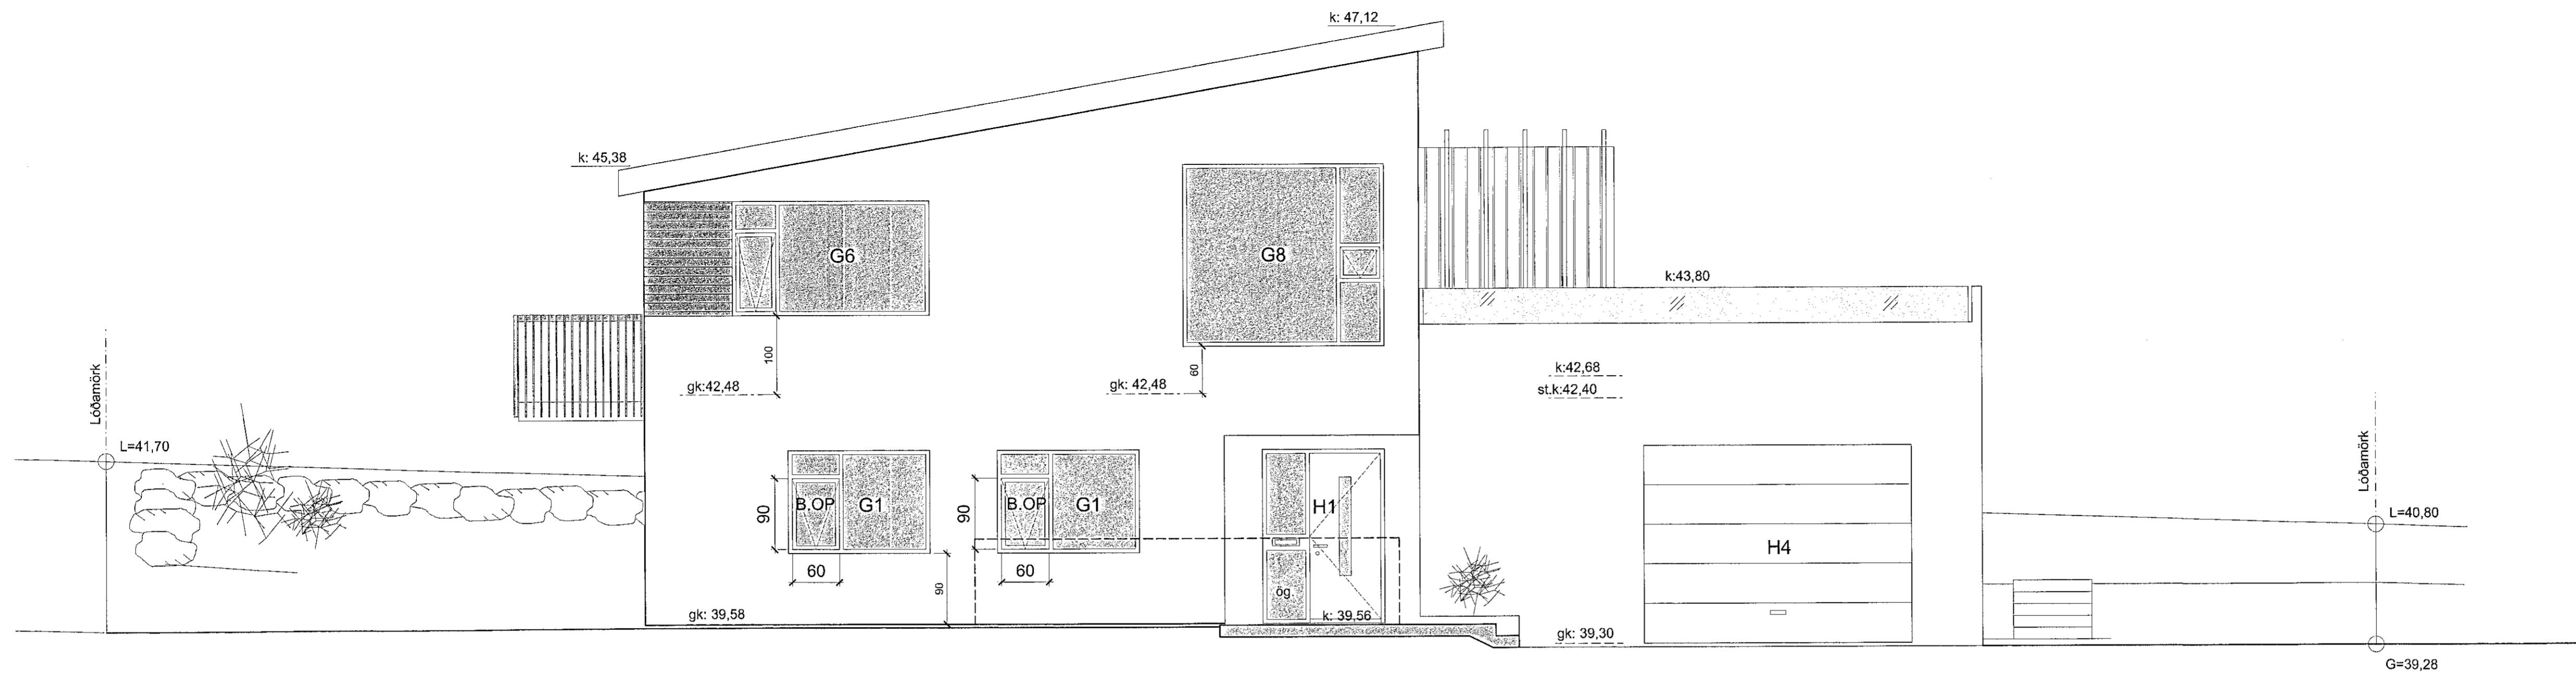 k: 47,12
k: 45,38
G6
G8
k:43,80
100
60
gk:42,48
gk: 42,48
k:42,68
st.k:42,40
Lóðamörk
L=41,70
90
B.OP
G1
60
90
90
B.OP
G1
60
H1
ög.
H4
Lóðamörk
L=40,80
gk: 39,58
k: 39,56
gk: 39,30
G=39,28